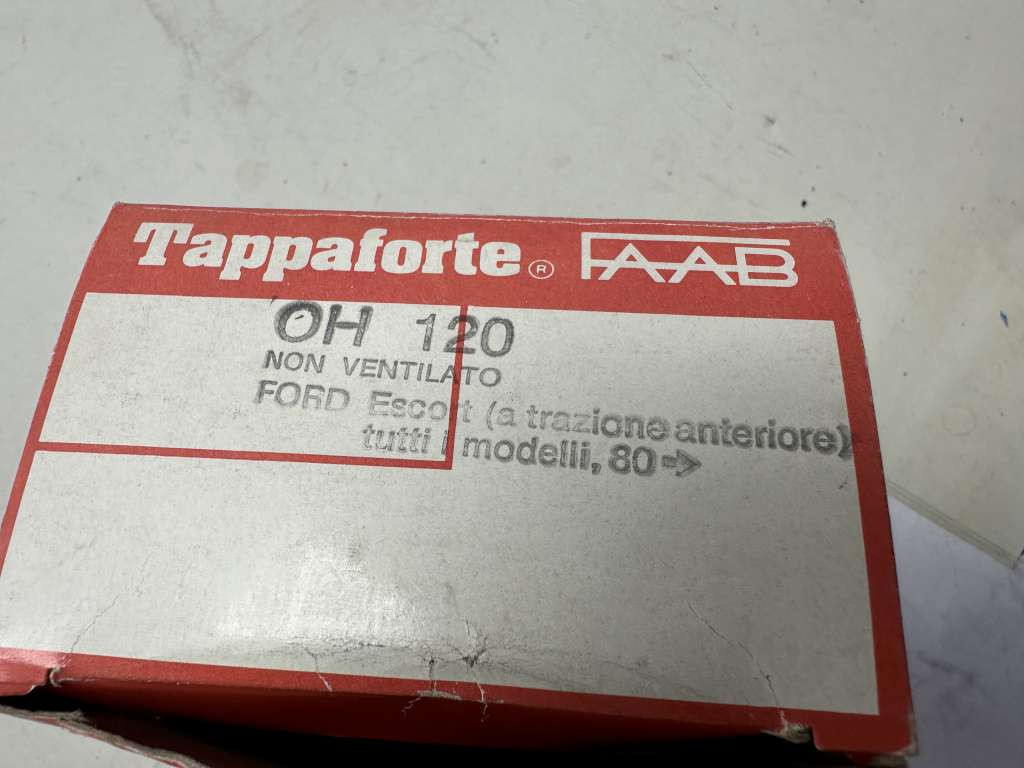 Tappaforte® FAAB
OH 120
NON VENTILATO
FORD Escort (a trazione anteriore)
tutti i modelli, 80→